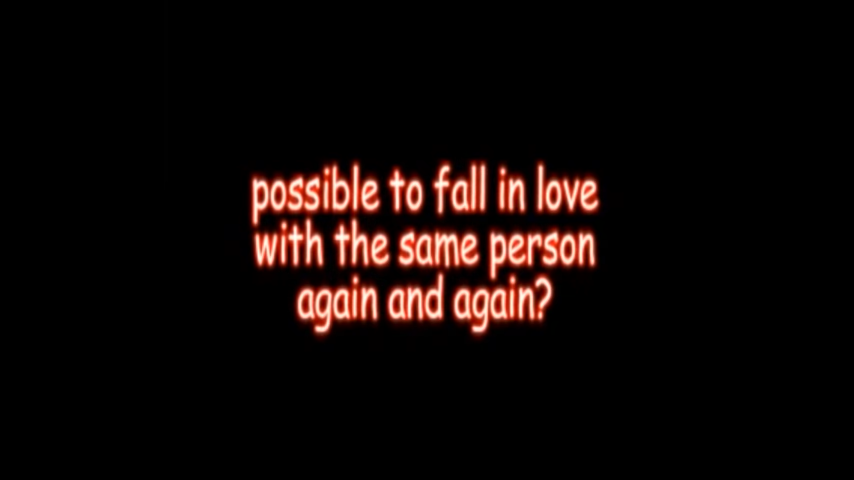 possible to fall in love
with the same person
again and again?